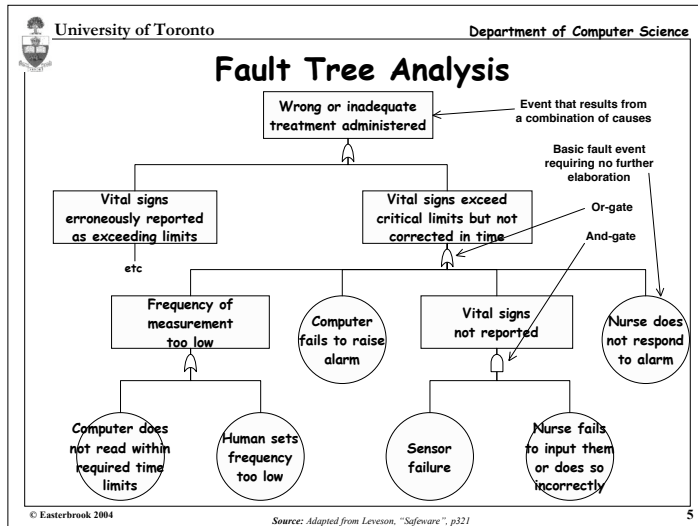 University of Toronto
Department of Computer Science
Fault Tree Analysis
Wrong or inadequate
treatment administered
Event that results from
a combination of causes
Basic fault event
requiring no further
elaboration
Or-gate
And-gate
Vital signs
erroneously reported
as exceeding limits
etc
Vital signs exceed
critical limits but not
corrected in time
Frequency of
measurement
too low
Computer
fails to raise
alarm
Vital signs
not reported
Nurse does
not respond
to alarm
Computer does
not read within
required time
limits
Human sets
frequency
too low
Sensor
failure
Nurse fails
to input them
or does so
incorrectly
© Easterbrook 2004
Source: Adapted from Leveson, "Safeware", p321
5